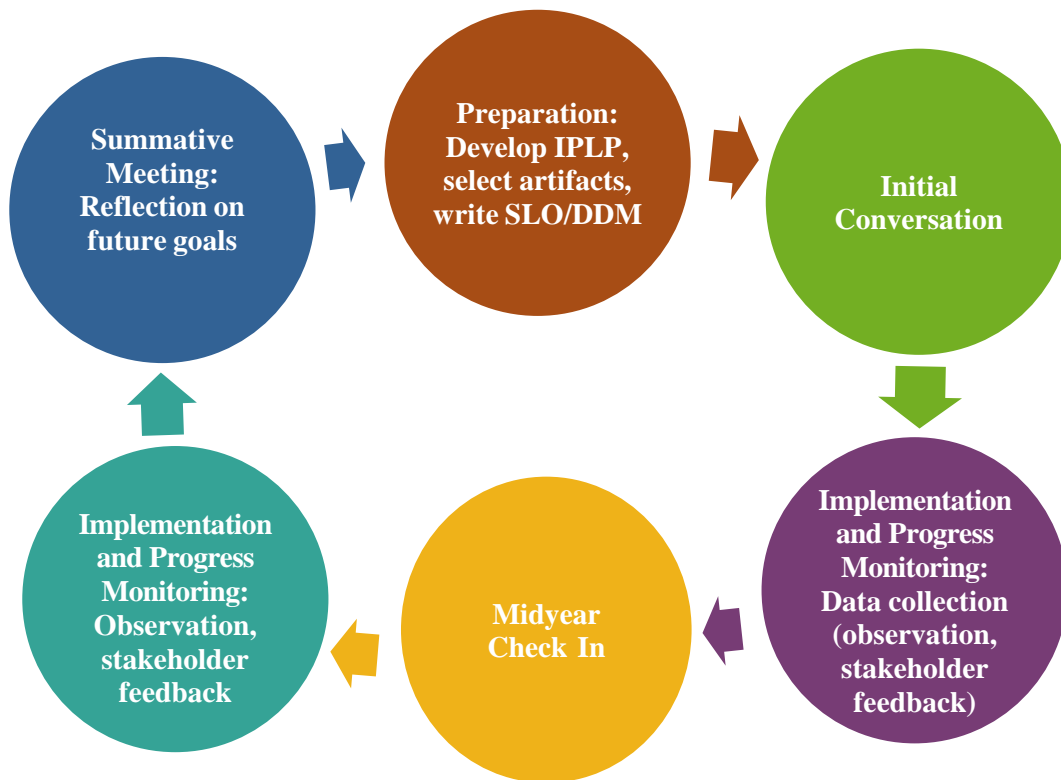 Summative
Meeting:
Reflection on
future goals
Preparation:
Develop IPLP,
select artifacts,
write SLO/DDM
Initial
Conversation
Implementation
and Progress
Monitoring:
Data collection
(observation,
stakeholder
feedback)
Midyear
Check In
Implementation
and Progress
Monitoring:
Observation,
stakeholder
feedback